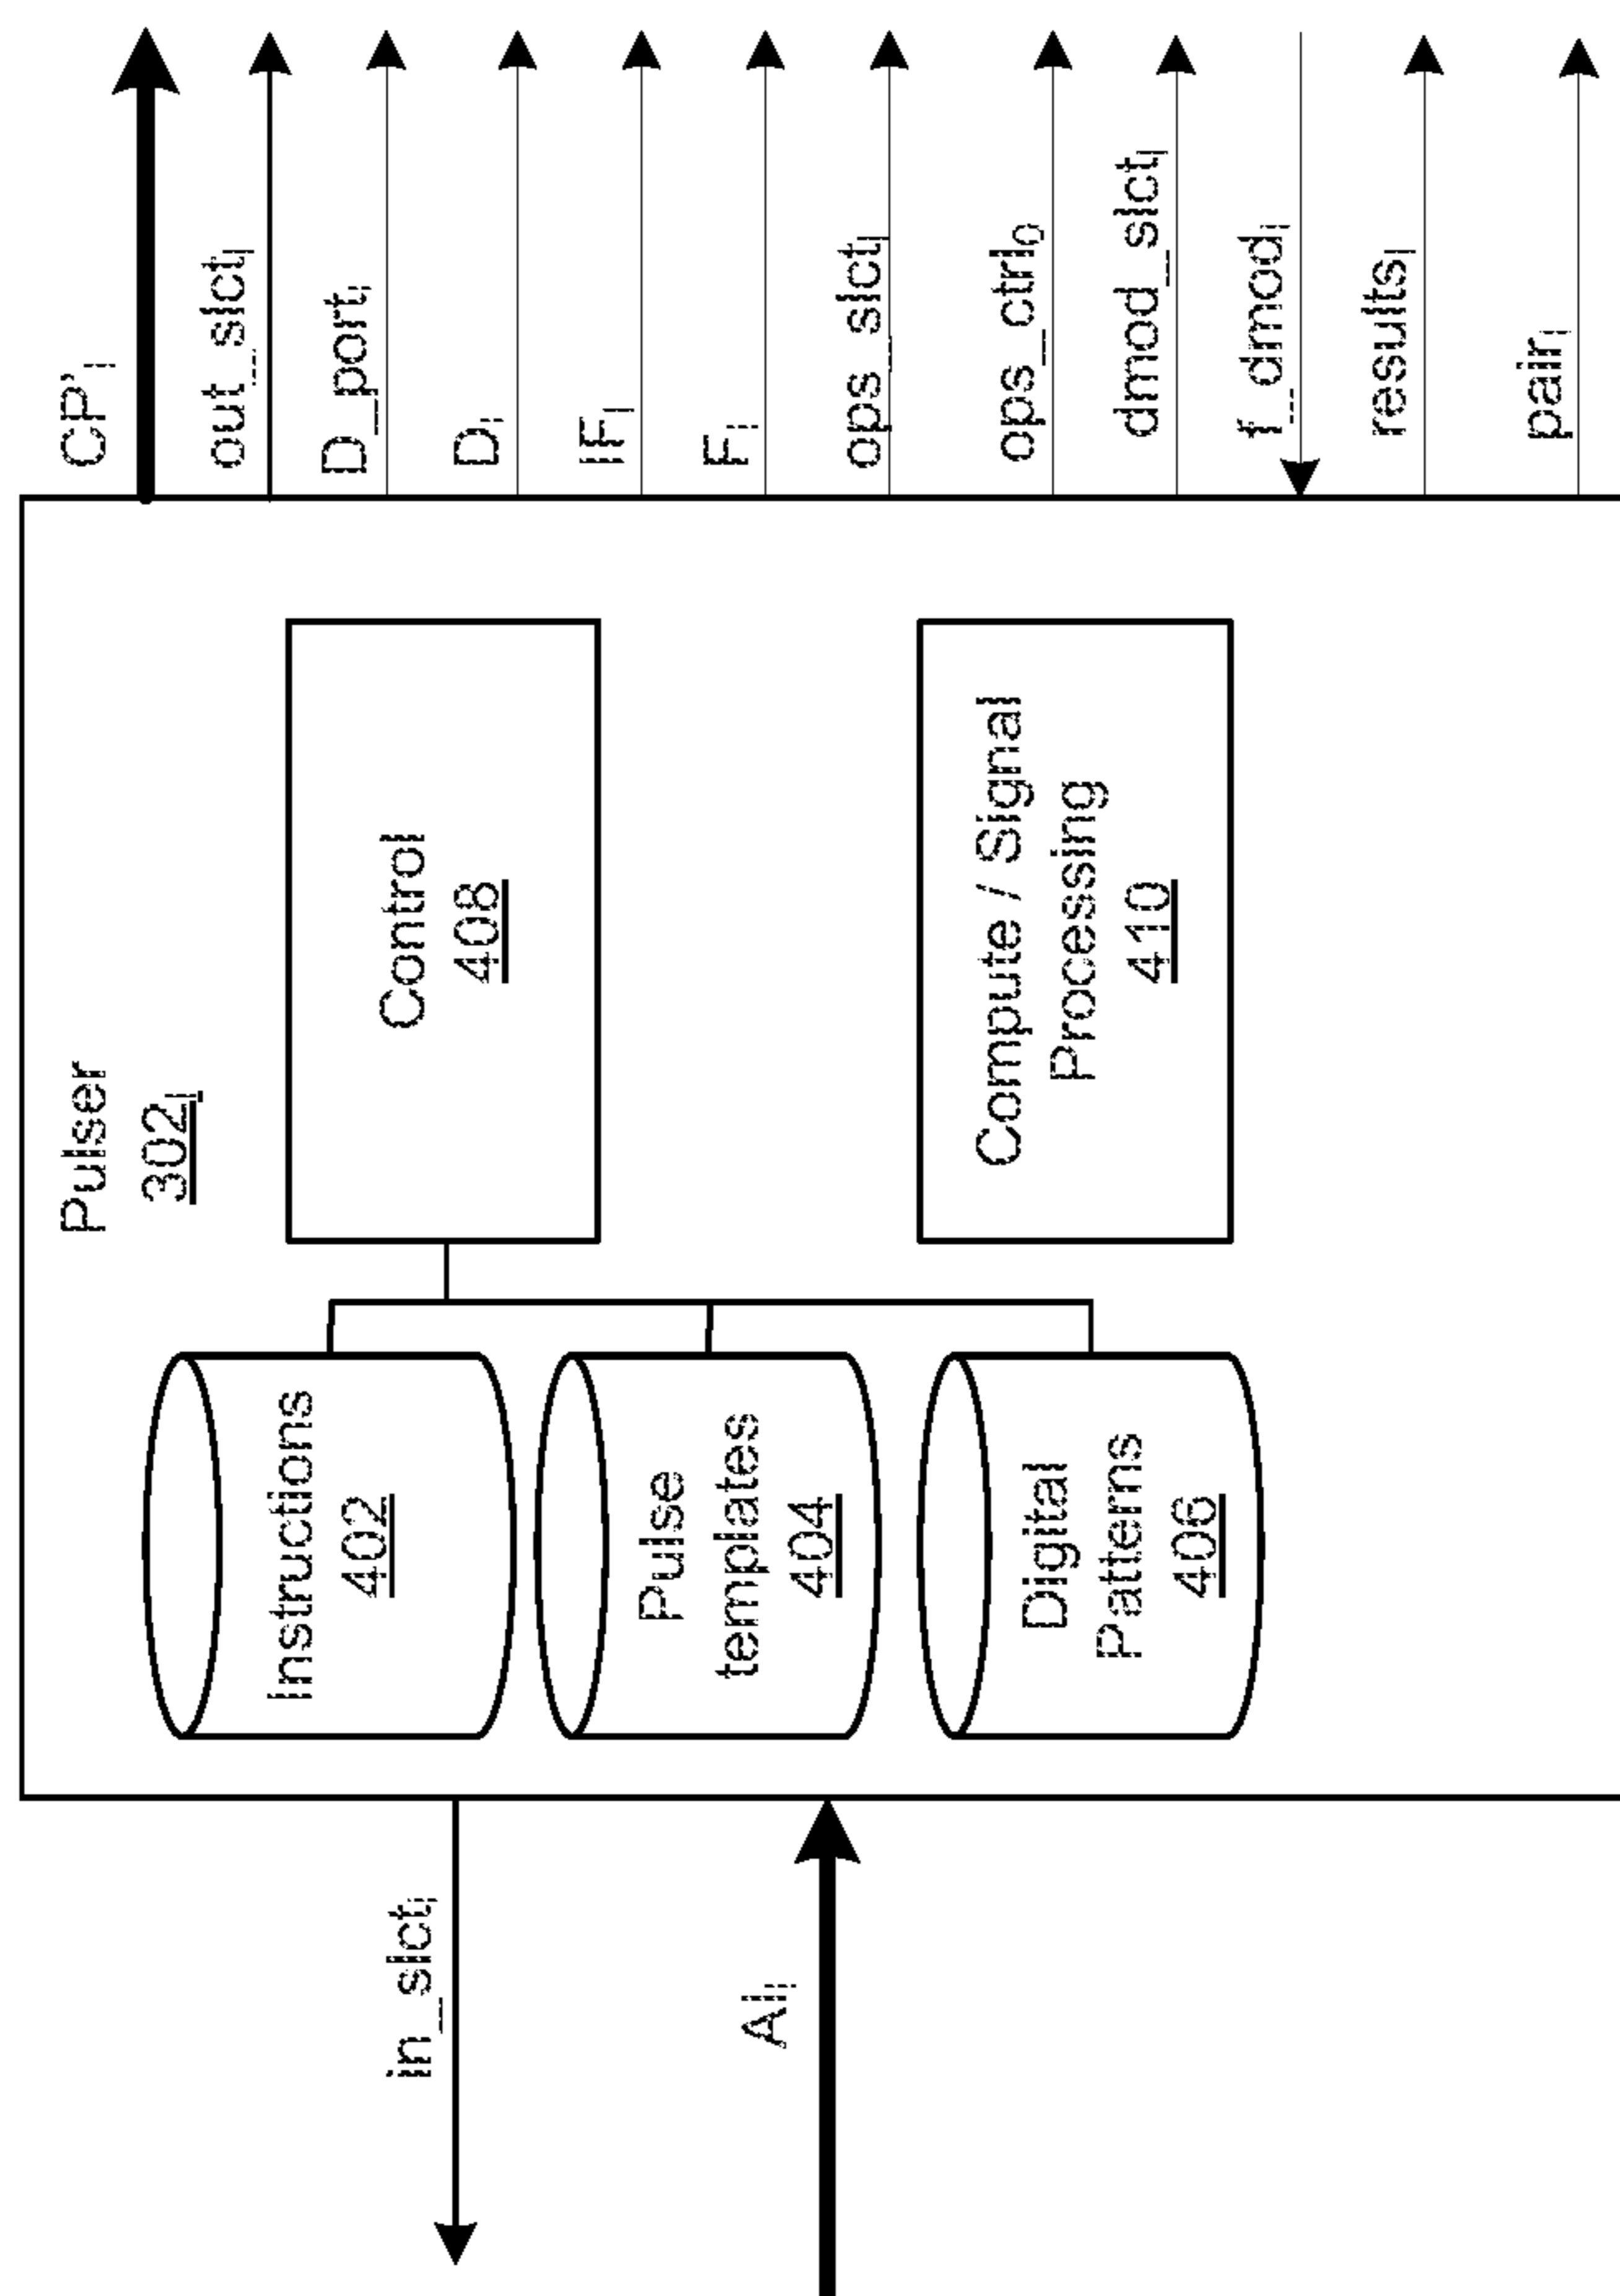 Pulser
302ᵢ
Instructions
402
Pulse
templates
404
Digital
Patterns
406
Control
408
Compute / Signal
Processing
410
in_slctᵢ
AIᵢ
CP'ᵢ
out_slctᵢ
D_portᵢ
Dᵢ
IFᵢ
Fᵢ
ops_slctᵢ
ops_ctrl₀
dmod_slctᵢ
f_dmodᵢ
resultsᵢ
pairᵢ